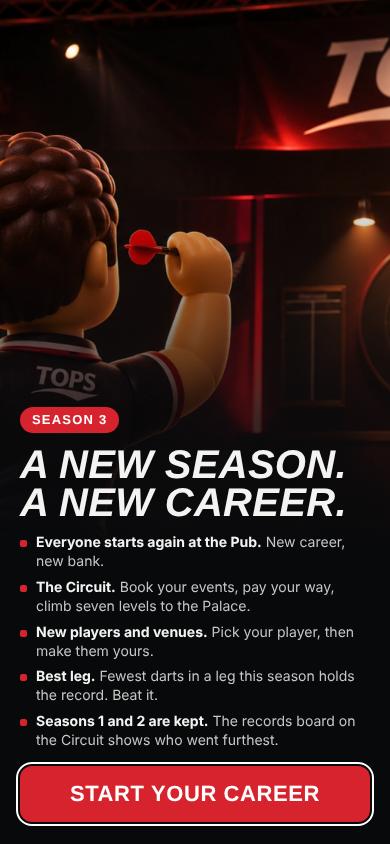 TOPS
SEASON 3
A NEW SEASON.
A NEW CAREER.
Everyone starts again at the Pub. New career,
new bank.
The Circuit. Book your events, pay your way,
climb seven levels to the Palace.
New players and venues. Pick your player, then
make them yours.
Best leg. Fewest darts in a leg this season holds
the record. Beat it.
Seasons 1 and 2 are kept. The records board on
the Circuit shows who went furthest.
START YOUR CAREER